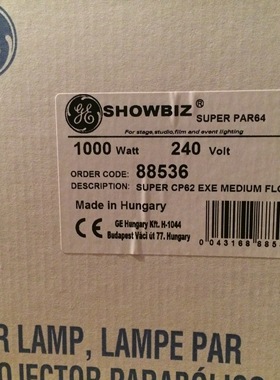 GE SHOWBIZ® SUPER PAR64
For stage, studio, film and event lighting
1000 Watt 240 Volt
ORDER CODE: 88536
DESCRIPTION: SUPER CP62 EXE MEDIUM FLO
Made in Hungary
CE GE Hungary Kft. H-1044
Budapest Váci út 77. Hungary
0 043168 885
R LAMP, LAMPE PAR